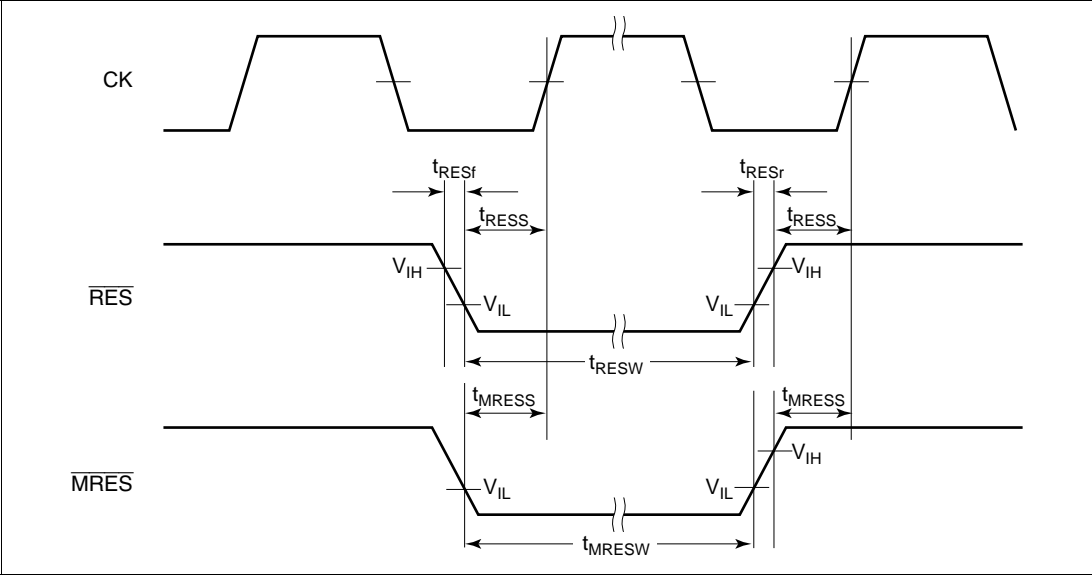 CK
tRESf
tRESr
tRESS
tRESS
VIH
VIH
RES
VIL
VIL
tRESW
tMRESS
tMRESS
VIH
MRES
VIL
VIL
tMRESW